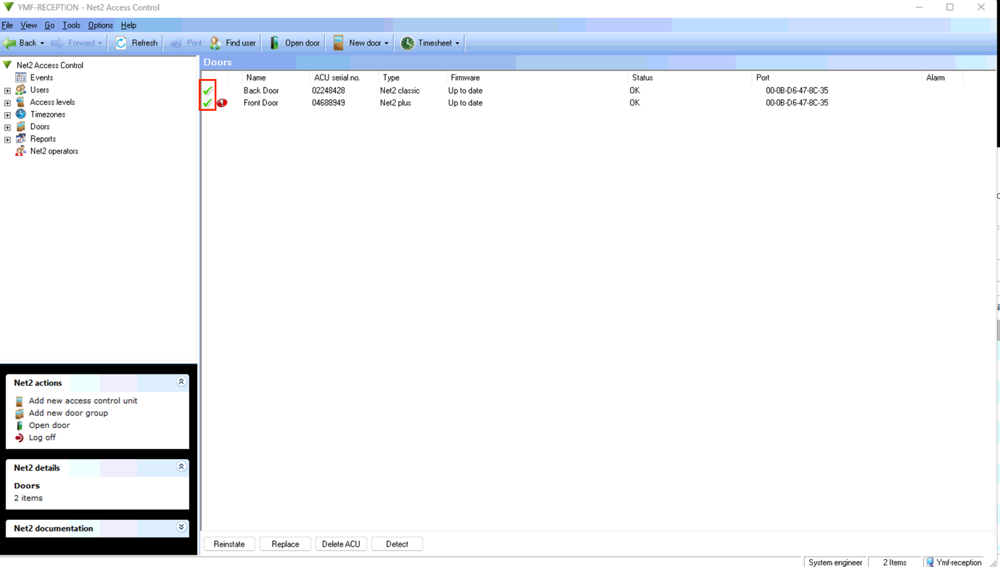 YMF-RECEPTION - Net2 Access Control
File View Go Tools Options Help
Back Forward Refresh Print Find user Open door New door Timesheet
Net2 Access Control
Events
Users
Access levels
Timezones
Doors
Reports
Net2 operators
Doors
Name ACU serial no. Type Firmware Status Port Alarm
Back Door 02248428 Net2 classic Up to date OK 00-0B-D6-47-8C-35
Front Door 04688949 Net2 plus Up to date OK 00-0B-D6-47-8C-35
Net2 actions
Add new access control unit
Add new door group
Open door
Log off
Net2 details
Doors
2 items
Net2 documentation
Reinstate Replace Delete ACU Detect
System engineer 2 Items Ymf-reception